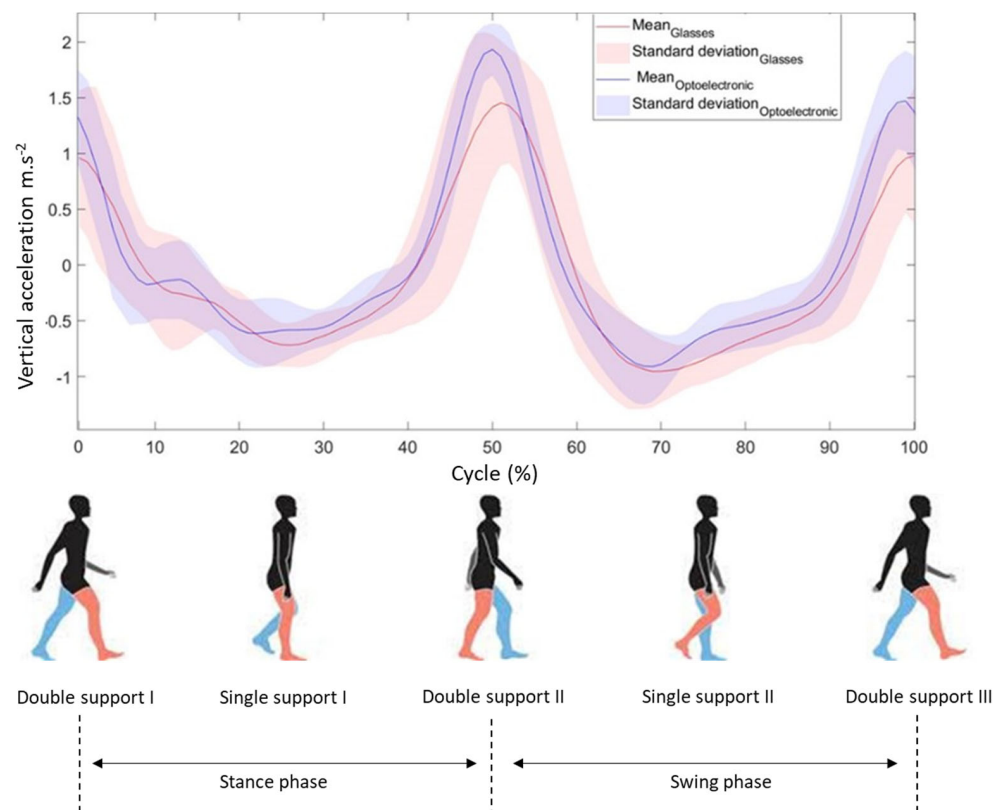 Mean Glasses
Standard deviation Glasses
Mean Optoelectronic
Standard deviation Optoelectronic
Vertical acceleration m.s-2
2
1.5
1
0.5
0
-0.5
-1
0 10 20 30 40 50 60 70 80 90 100
Cycle (%)
Double support I Single support I Double support II Single support II Double support III
Stance phase Swing phase